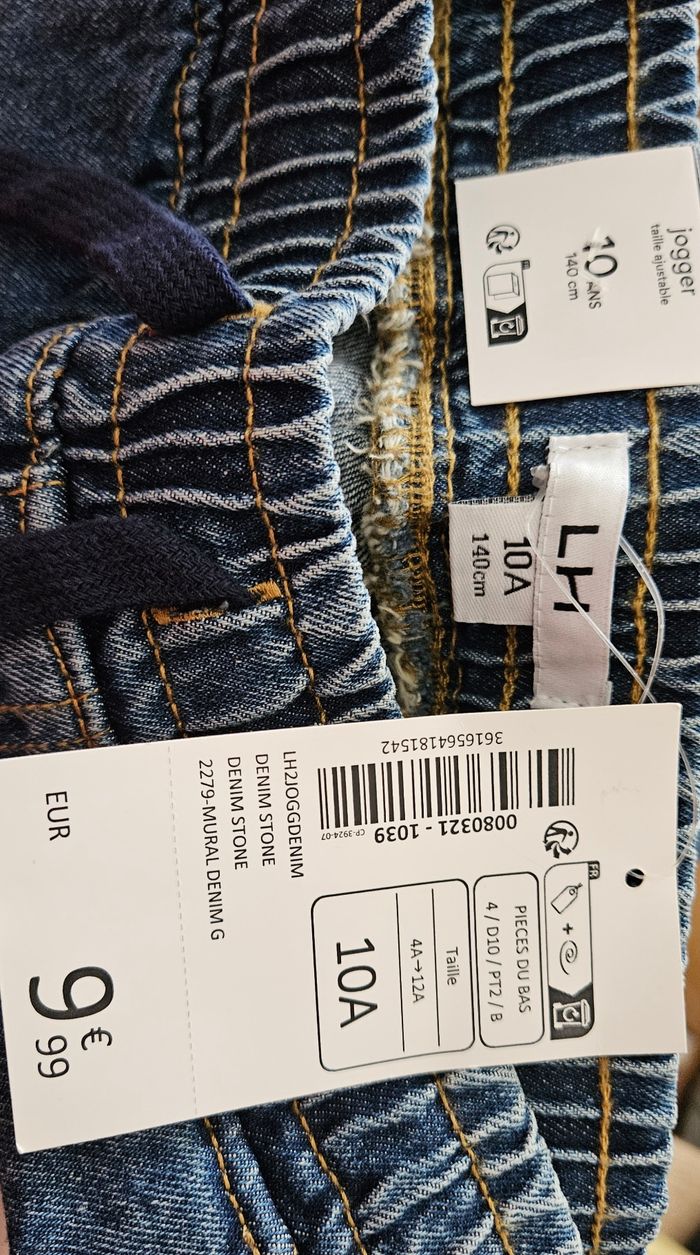 jogger
taille ajustable
10 ANS
140 cm
LH
10A
140cm
FR
PIECES DU BAS
4 / D10 / PT2 / B
Taille
4A→12A
10A
3616564181542
0080321 - 1039
CP-3924-07
LH2JOGGDENIM
DENIM STONE
DENIM STONE
2279-MURAL DENIM G
EUR
9€99